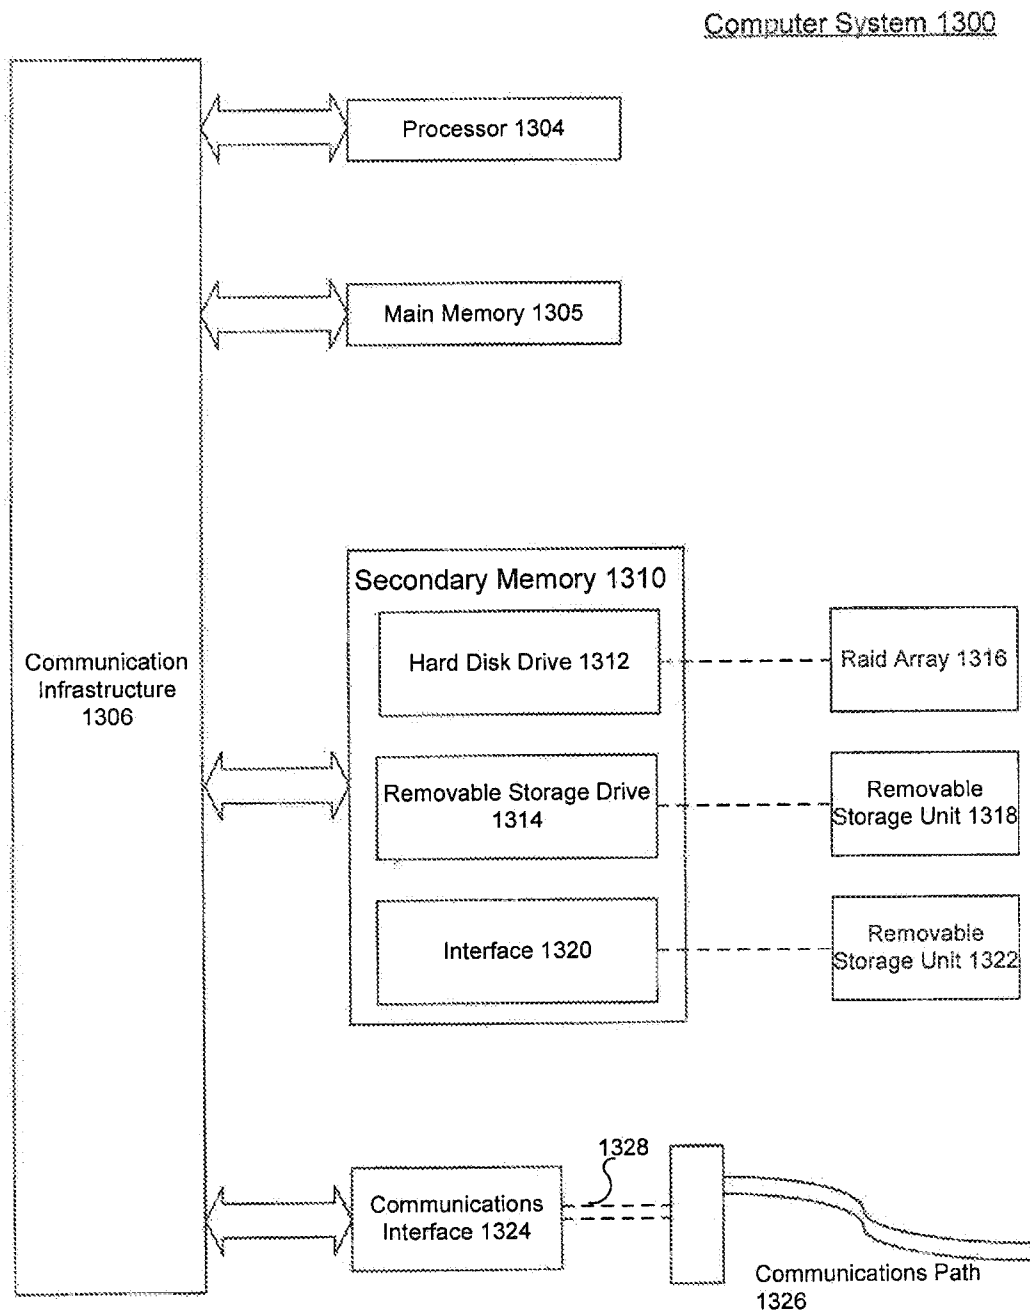 Computer System 1300
Processor 1304
Main Memory 1305
Communication
Infrastructure
1306
Secondary Memory 1310
Hard Disk Drive 1312
Raid Array 1316
Removable Storage Drive
1314
Removable
Storage Unit 1318
Interface 1320
Removable
Storage Unit 1322
1328
Communications
Interface 1324
Communications Path
1326